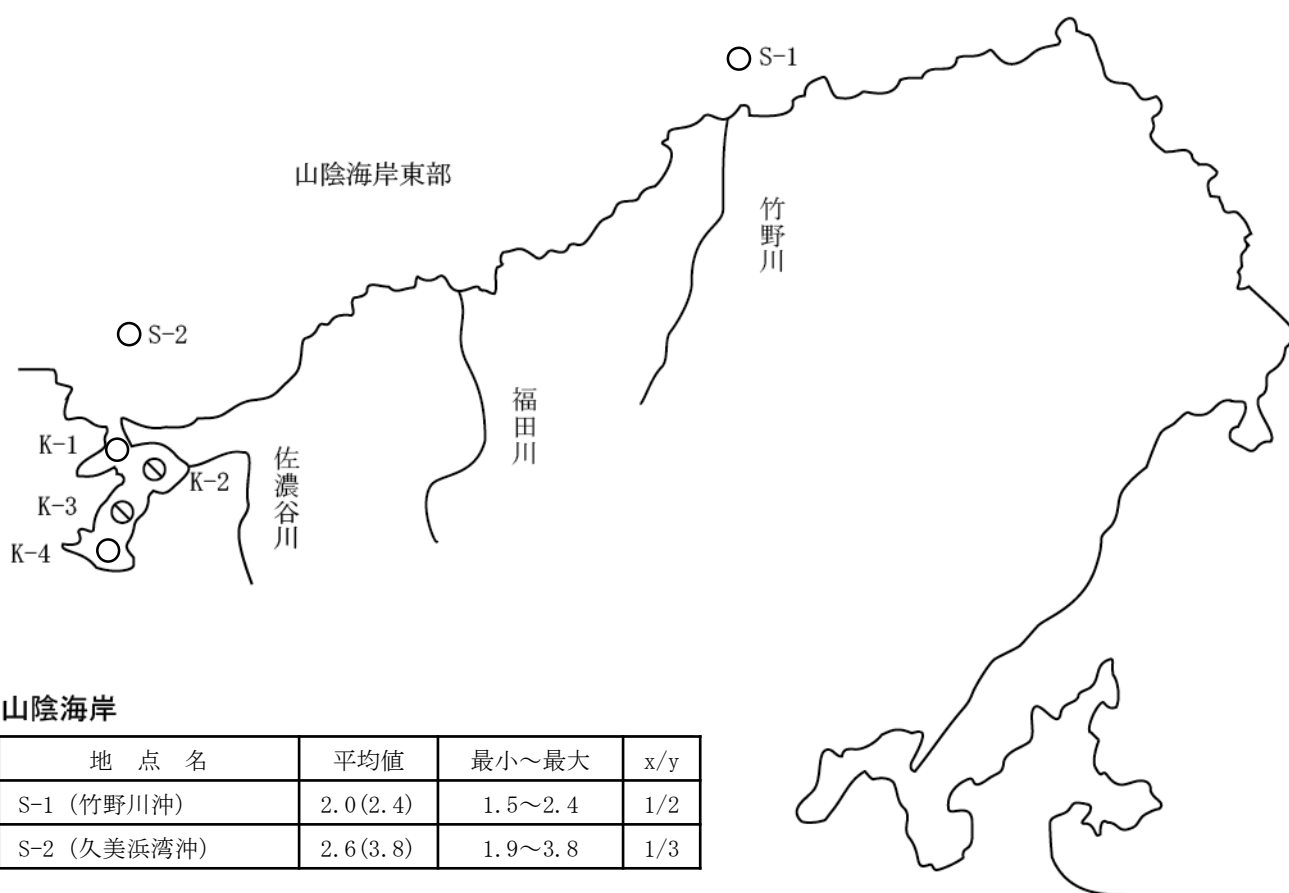 S-1
山陰海岸東部
竹野川
S-2
福田川
K-1
佐濃谷川
K-2
K-3
K-4
山陰海岸
地 点 名 平均値 最小～最大 x/y
S-1 (竹野川沖) 2.0(2.4) 1.5～2.4 1/2
S-2 (久美浜湾沖) 2.6(3.8) 1.9～3.8 1/3